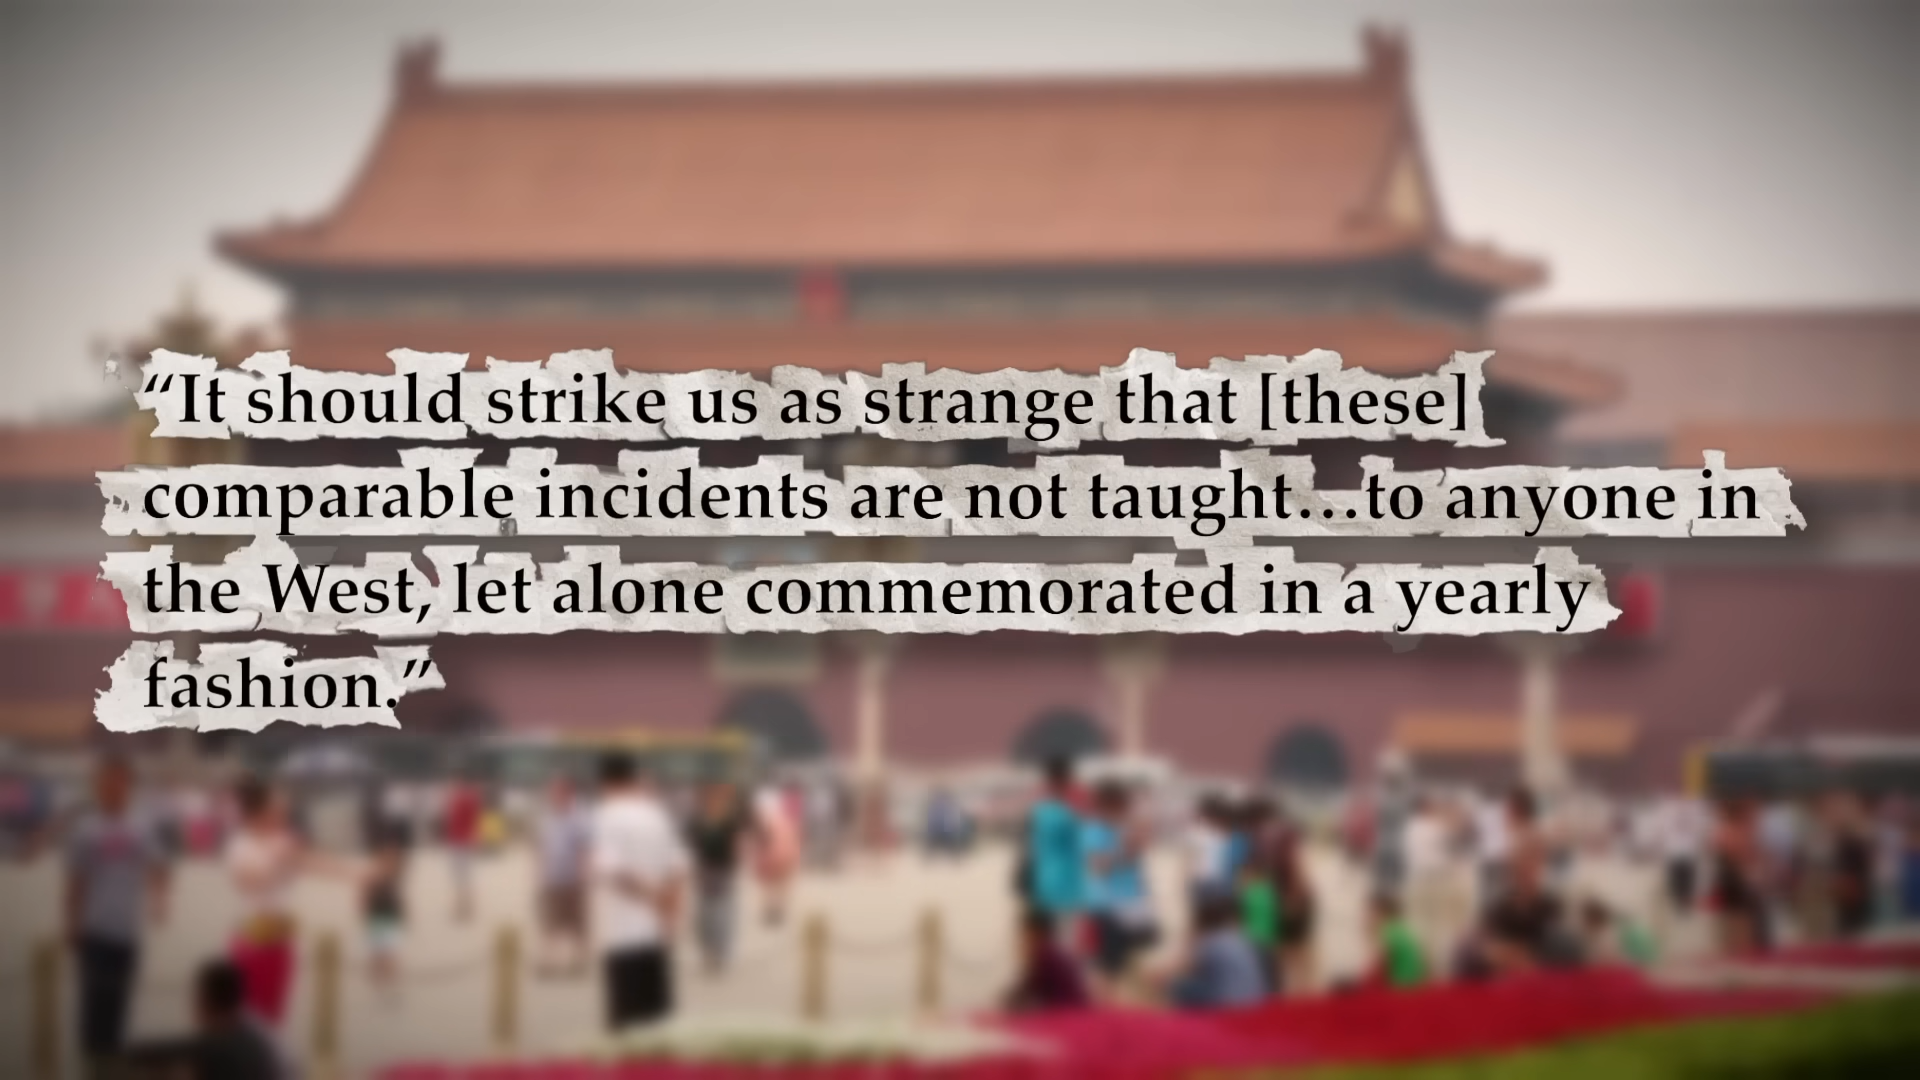 “It should strike us as strange that [these]
comparable incidents are not taught…to anyone in
the West, let alone commemorated in a yearly
fashion.”